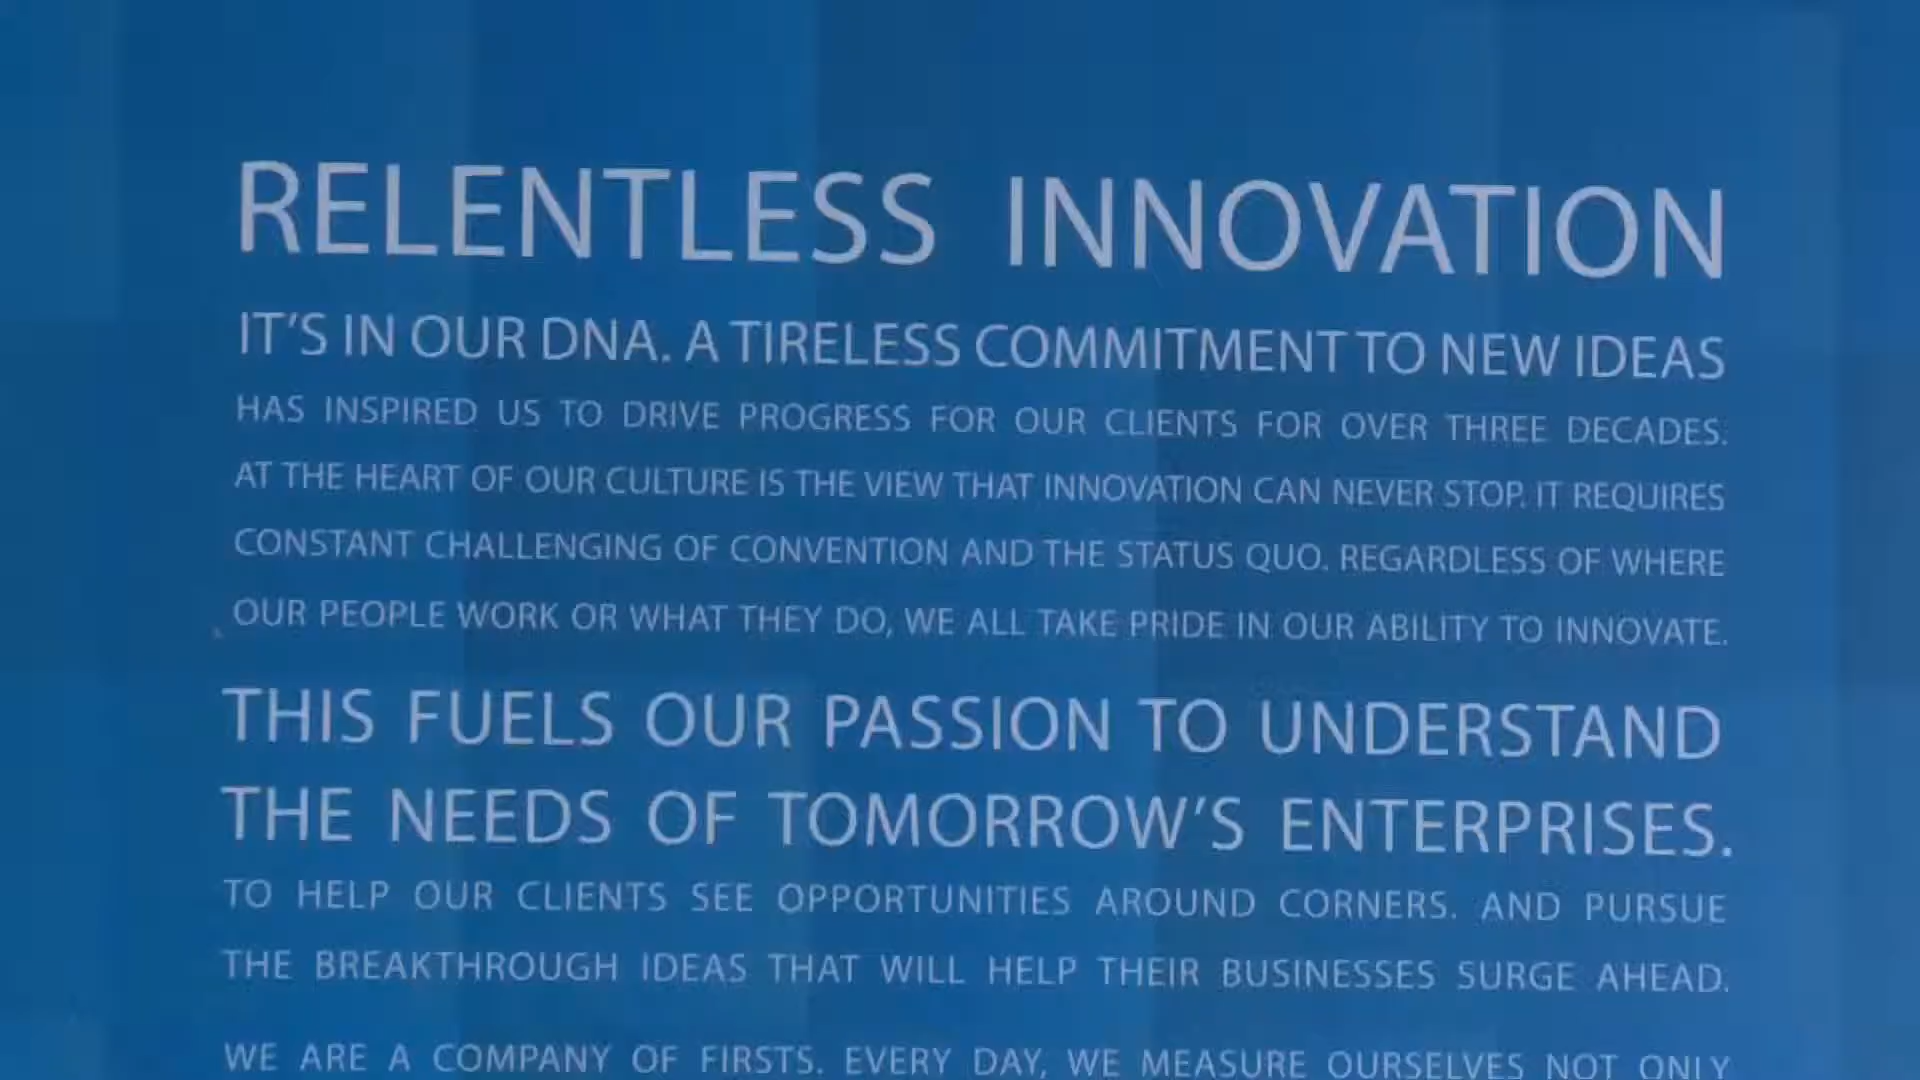 RELENTLESS INNOVATION
IT'S IN OUR DNA. A TIRELESS COMMITMENT TO NEW IDEAS
HAS INSPIRED US TO DRIVE PROGRESS FOR OUR CLIENTS FOR OVER THREE DECADES.
AT THE HEART OF OUR CULTURE IS THE VIEW THAT INNOVATION CAN NEVER STOP. IT REQUIRES
CONSTANT CHALLENGING OF CONVENTION AND THE STATUS QUO. REGARDLESS OF WHERE
OUR PEOPLE WORK OR WHAT THEY DO, WE ALL TAKE PRIDE IN OUR ABILITY TO INNOVATE.
THIS FUELS OUR PASSION TO UNDERSTAND
THE NEEDS OF TOMORROW'S ENTERPRISES.
TO HELP OUR CLIENTS SEE OPPORTUNITIES AROUND CORNERS. AND PURSUE
THE BREAKTHROUGH IDEAS THAT WILL HELP THEIR BUSINESSES SURGE AHEAD.
WE ARE A COMPANY OF FIRSTS. EVERY DAY, WE MEASURE OURSELVES NOT ONLY